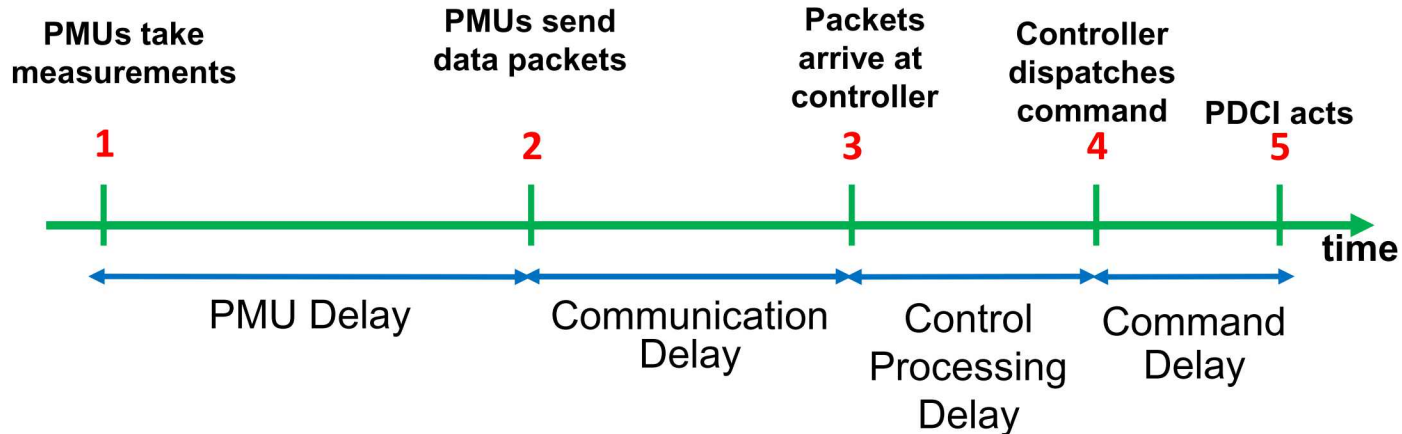 PMUs take
measurements
PMUs send
data packets
Packets
arrive at
controller
Controller
dispatches
command
PDCI acts
1
2
3
4
5
time
PMU Delay
Communication
Delay
Control
Processing
Delay
Command
Delay